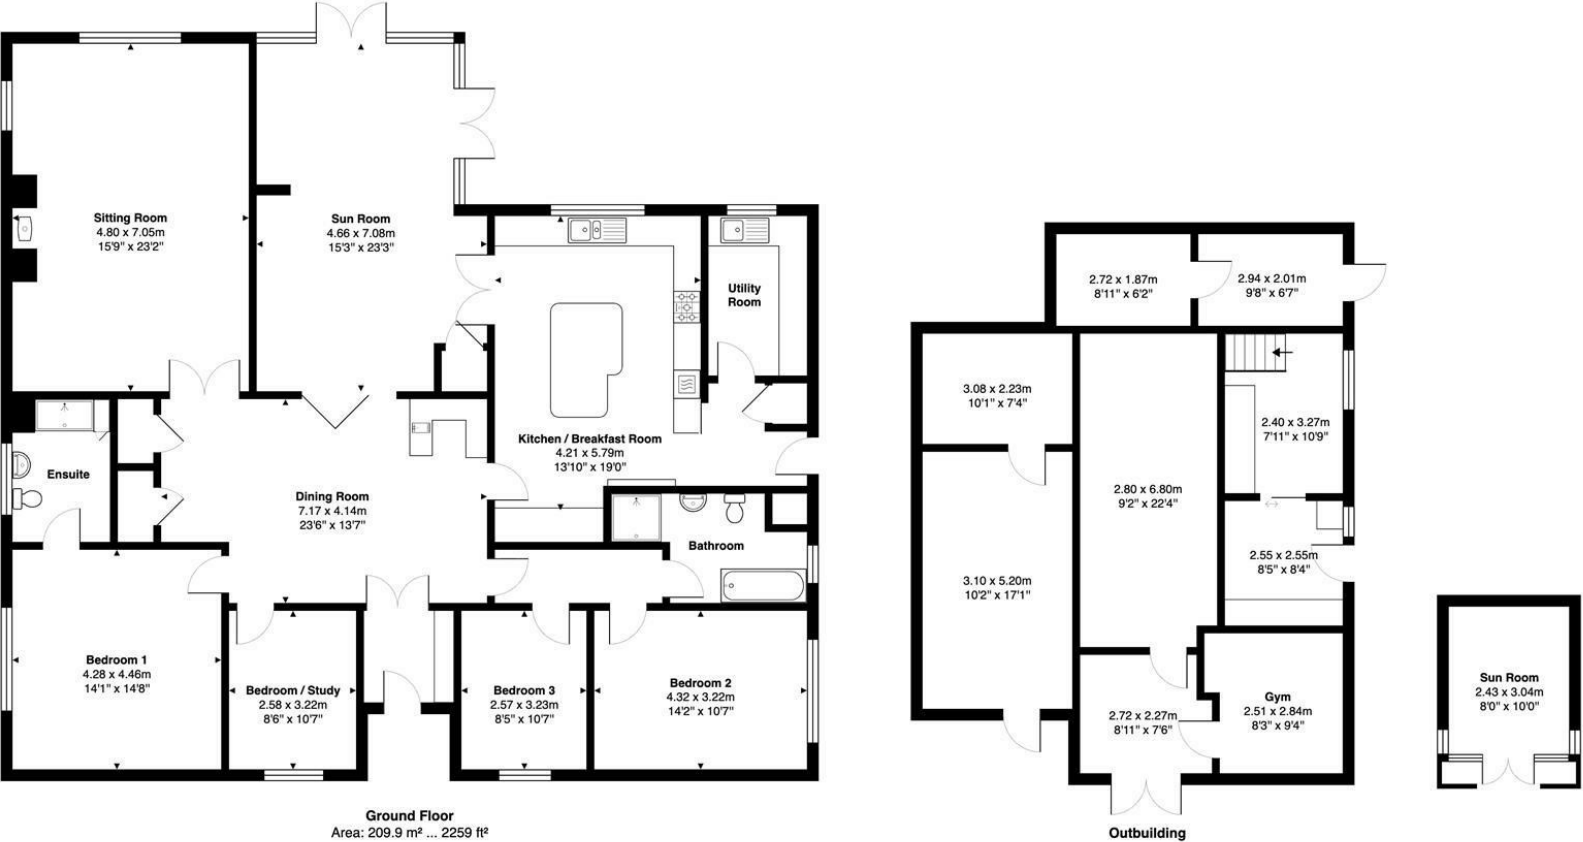 Sitting Room
4.80 x 7.05m
15'9" x 23'2"
Sun Room
4.66 x 7.08m
15'3" x 23'3"
Utility
Room
Kitchen / Breakfast Room
4.21 x 5.79m
13'10" x 19'0"
Ensuite
Dining Room
7.17 x 4.14m
23'6" x 13'7"
Bathroom
Bedroom 1
4.28 x 4.46m
14'1" x 14'8"
Bedroom / Study
2.58 x 3.22m
8'6" x 10'7"
Bedroom 3
2.57 x 3.23m
8'5" x 10'7"
Bedroom 2
4.32 x 3.22m
14'2" x 10'7"
Ground Floor
Area: 209.9 m² ... 2259 ft²
2.72 x 1.87m
8'11" x 6'2"
2.94 x 2.01m
9'8" x 6'7"
3.08 x 2.23m
10'1" x 7'4"
2.40 x 3.27m
7'11" x 10'9"
2.80 x 6.80m
9'2" x 22'4"
2.55 x 2.55m
8'5" x 8'4"
3.10 x 5.20m
10'2" x 17'1"
Gym
2.51 x 2.84m
8'3" x 9'4"
2.72 x 2.27m
8'11" x 7'6"
Outbuilding
Sun Room
2.43 x 3.04m
8'0" x 10'0"